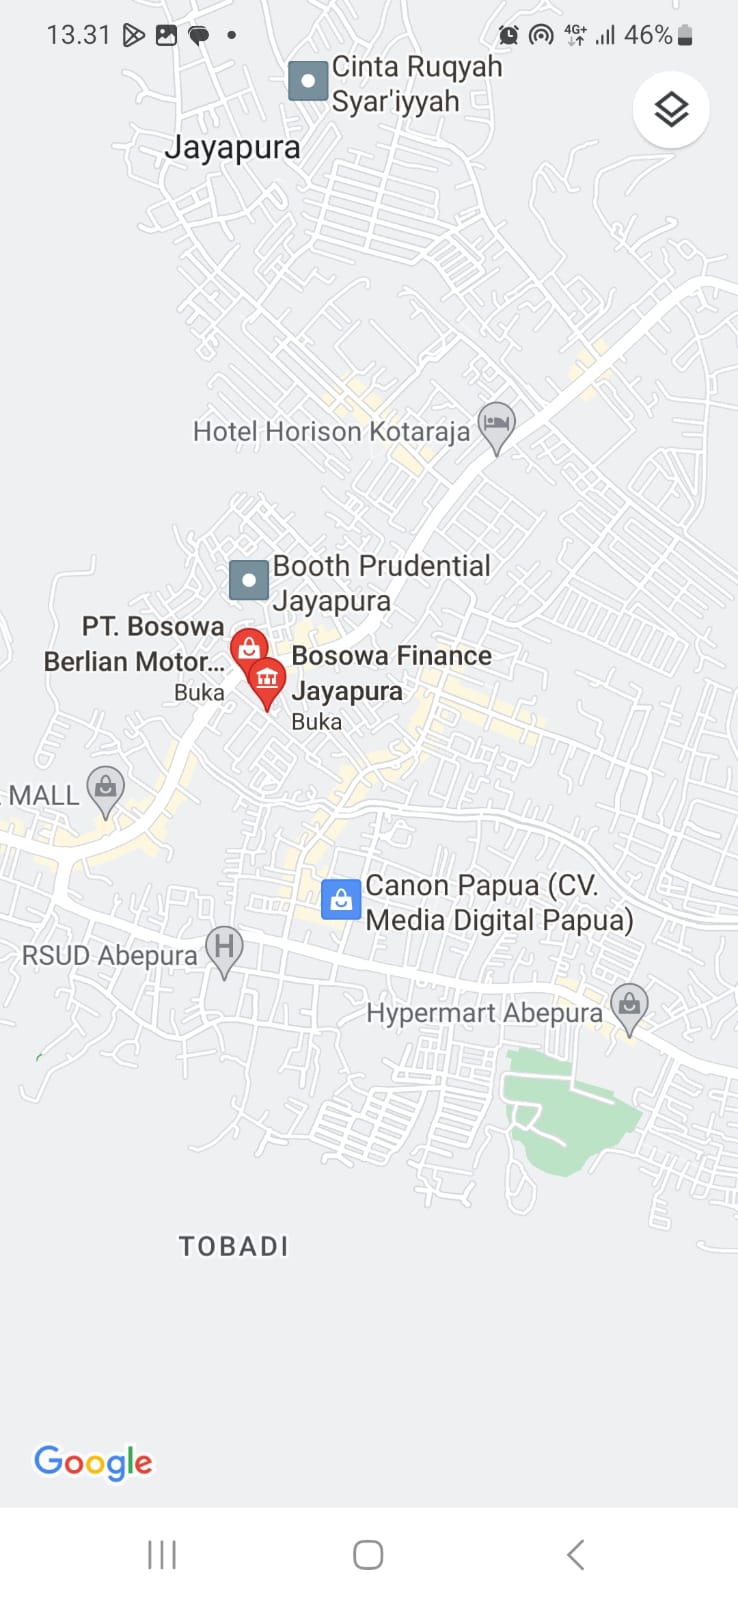 13.31
4G+
46%
Cinta Ruqyah
Syar'iyyah
Jayapura
Hotel Horison Kotaraja
Booth Prudential
Jayapura
PT. Bosowa
Berlian Motor...
Buka
Bosowa Finance
Jayapura
Buka
MALL
Canon Papua (CV.
Media Digital Papua)
RSUD Abepura
H
Hypermart Abepura
TOBADI
Google